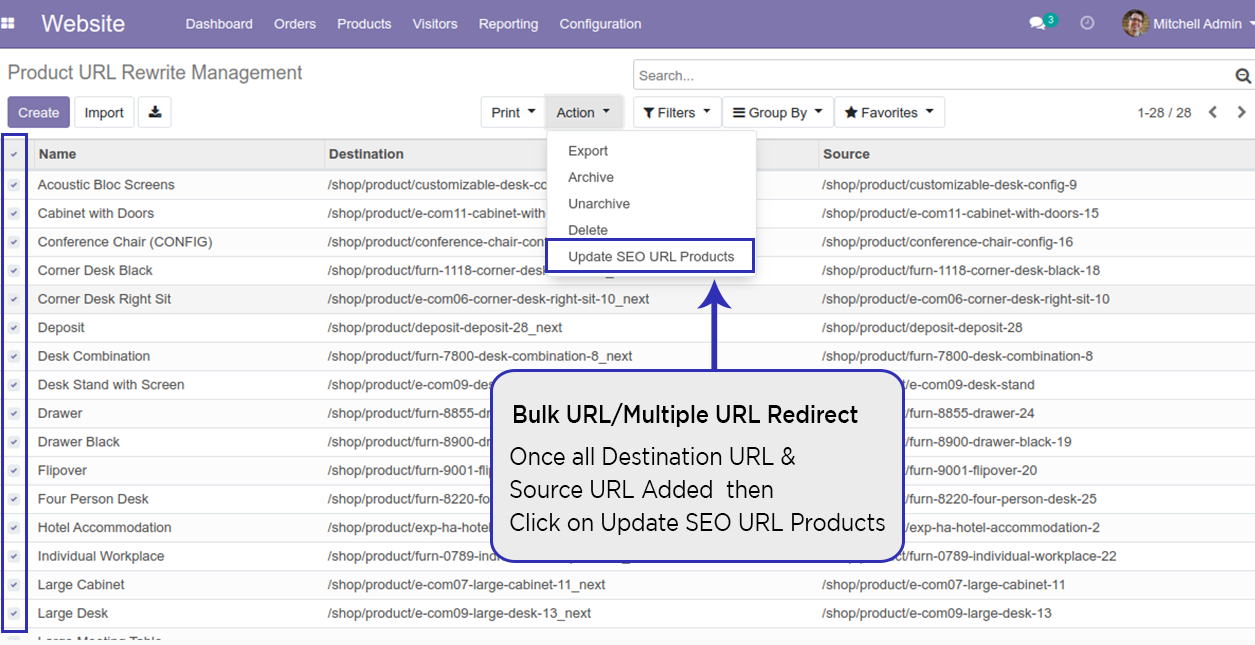 Website Dashboard Orders Products Visitors Reporting Configuration 3 Mitchell Admin
Product URL Rewrite Management Search...
Create Import Print Action Filters Group By Favorites 1-28 / 28
Name Destination Source
Export
Archive
Unarchive
Delete
Update SEO URL Products
Acoustic Bloc Screens /shop/product/customizable-desk-co /shop/product/customizable-desk-config-9
Cabinet with Doors /shop/product/e-com11-cabinet-with /shop/product/e-com11-cabinet-with-doors-15
Conference Chair (CONFIG) /shop/product/conference-chair-con /shop/product/conference-chair-config-16
Corner Desk Black /shop/product/furn-1118-corner-des /shop/product/furn-1118-corner-desk-black-18
Corner Desk Right Sit /shop/product/e-com06-corner-desk-right-sit-10_next /shop/product/e-com06-corner-desk-right-sit-10
Deposit /shop/product/deposit-deposit-28_next /shop/product/deposit-deposit-28
Desk Combination /shop/product/furn-7800-desk-combination-8_next /shop/product/furn-7800-desk-combination-8
Desk Stand with Screen /shop/product/e-com09-des /e-com09-desk-stand
Drawer /shop/product/furn-8855-dr /furn-8855-drawer-24
Drawer Black /shop/product/furn-8900-dr /furn-8900-drawer-black-19
Flipover /shop/product/furn-9001-flip /furn-9001-flipover-20
Four Person Desk /shop/product/furn-8220-fo /furn-8220-four-person-desk-25
Hotel Accommodation /shop/product/exp-ha-hotel /exp-ha-hotel-accommodation-2
Individual Workplace /shop/product/furn-0789-indi /furn-0789-individual-workplace-22
Large Cabinet /shop/product/e-com07-large-cabinet-11_next /shop/product/e-com07-large-cabinet-11
Large Desk /shop/product/e-com09-large-desk-13_next /shop/product/e-com09-large-desk-13
Large Meeting Table
Bulk URL/Multiple URL Redirect
Once all Destination URL &
Source URL Added then
Click on Update SEO URL Products